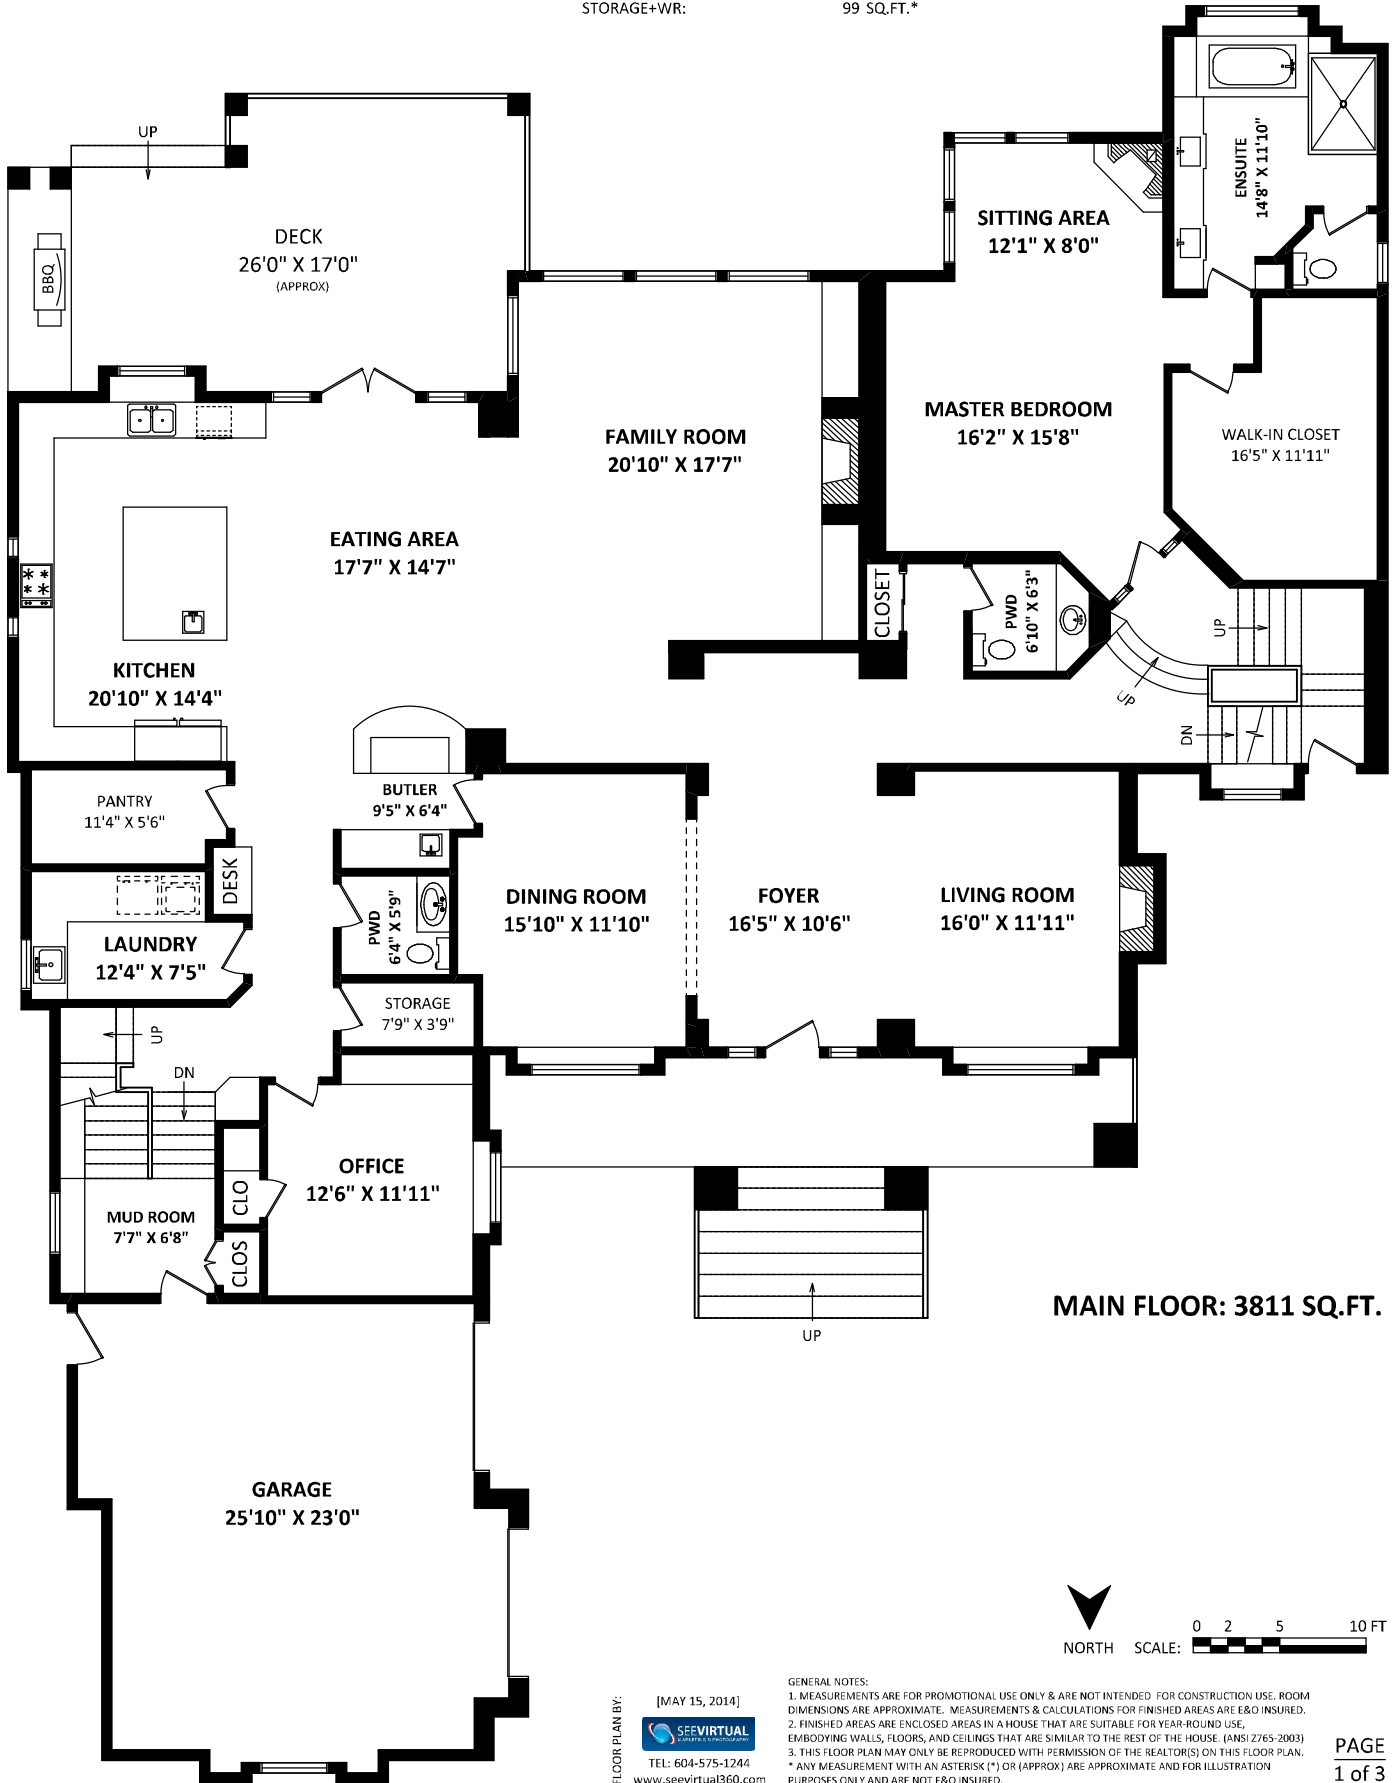 STORAGE+WR: 99 SQ.FT.*
UP
DECK
26'0" X 17'0"
(APPROX)
BBQ
SITTING AREA
12'1" X 8'0"
ENSUITE
14'8" X 11'10"
FAMILY ROOM
20'10" X 17'7"
MASTER BEDROOM
16'2" X 15'8"
WALK-IN CLOSET
16'5" X 11'11"
EATING AREA
17'7" X 14'7"
CLOSET
PWD
6'10" X 6'3"
UP
UP
DN
KITCHEN
20'10" X 14'4"
PANTRY
11'4" X 5'6"
BUTLER
9'5" X 6'4"
DESK
DINING ROOM
15'10" X 11'10"
FOYER
16'5" X 10'6"
LIVING ROOM
16'0" X 11'11"
PWD
6'4" X 5'9"
LAUNDRY
12'4" X 7'5"
STORAGE
7'9" X 3'9"
UP
DN
OFFICE
12'6" X 11'11"
CLO
MUD ROOM
7'7" X 6'8"
CLOS
UP
MAIN FLOOR: 3811 SQ.FT.
GARAGE
25'10" X 23'0"
NORTH
SCALE:
0 2 5 10 FT
FLOOR PLAN BY:
[MAY 15, 2014]
SEEVIRTUAL
MARKETING & PHOTOGRAPHY
TEL: 604-575-1244
www.seevirtual360.com
GENERAL NOTES:
1. MEASUREMENTS ARE FOR PROMOTIONAL USE ONLY & ARE NOT INTENDED FOR CONSTRUCTION USE. ROOM
DIMENSIONS ARE APPROXIMATE. MEASUREMENTS & CALCULATIONS FOR FINISHED AREAS ARE E&O INSURED.
2. FINISHED AREAS ARE ENCLOSED AREAS IN A HOUSE THAT ARE SUITABLE FOR YEAR-ROUND USE,
EMBODYING WALLS, FLOORS, AND CEILINGS THAT ARE SIMILAR TO THE REST OF THE HOUSE. (ANSI Z765-2003)
3. THIS FLOOR PLAN MAY ONLY BE REPRODUCED WITH PERMISSION OF THE REALTOR(S) ON THIS FLOOR PLAN.
* ANY MEASUREMENT WITH AN ASTERISK (*) OR (APPROX) ARE APPROXIMATE AND FOR ILLUSTRATION
PURPOSES ONLY AND ARE NOT E&O INSURED.
PAGE
1 of 3